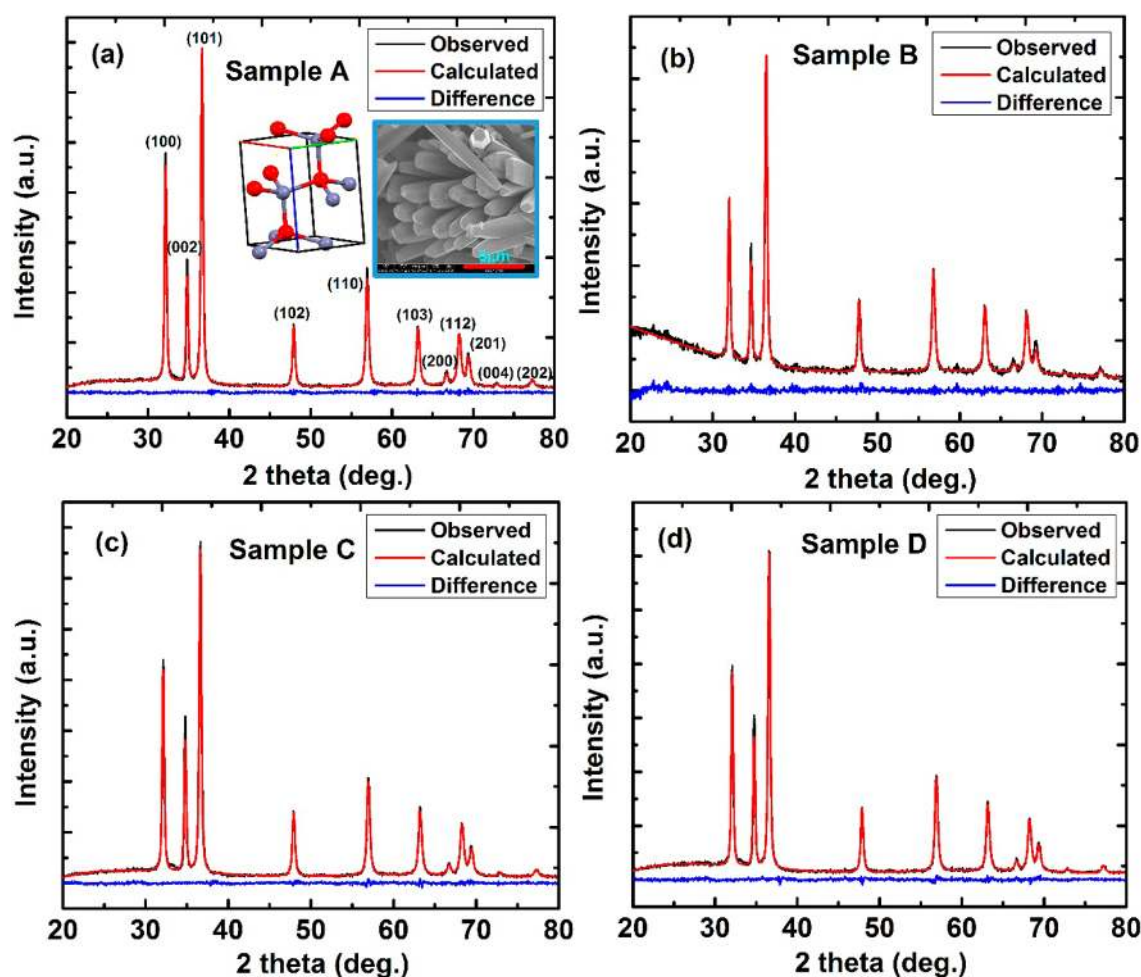 (a)
Sample A
Observed
Calculated
Difference
(100)
(002)
(101)
(102)
(110)
(103)
(200)
(112)
(201)
(004)
(202)
Intensity (a.u.)
20 30 40 50 60 70 80
2 theta (deg.)
(b)
Sample B
Observed
Calculated
Difference
Intensity (a.u.)
20 30 40 50 60 70 80
2 theta (deg.)
(c)
Sample C
Observed
Calculated
Difference
Intensity (a.u.)
20 30 40 50 60 70 80
2 theta (deg.)
(d)
Sample D
Observed
Calculated
Difference
Intensity (a.u.)
20 30 40 50 60 70 80
2 theta (deg.)